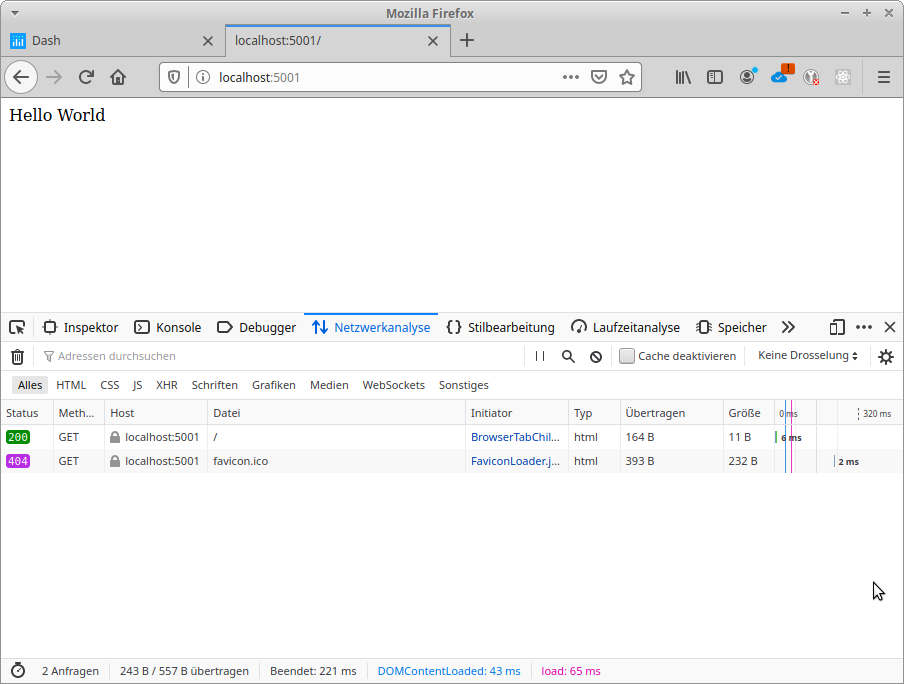 Mozilla Firefox
Dash
localhost:5001/
localhost:5001
Hello World
Inspektor Konsole Debugger Netzwerkanalyse Stilbearbeitung Laufzeitanalyse Speicher
Adressen durchsuchen Cache deaktivieren Keine Drosselung
Alles HTML CSS JS XHR Schriften Grafiken Medien WebSockets Sonstiges
Status Meth... Host Datei Initiator Typ Übertragen Größe 0 ms 320 ms
200 GET localhost:5001 / BrowserTabChil... html 164 B 11 B 6 ms
404 GET localhost:5001 favicon.ico FaviconLoader.j... html 393 B 232 B 2 ms
2 Anfragen 243 B / 557 B übertragen Beendet: 221 ms DOMContentLoaded: 43 ms load: 65 ms